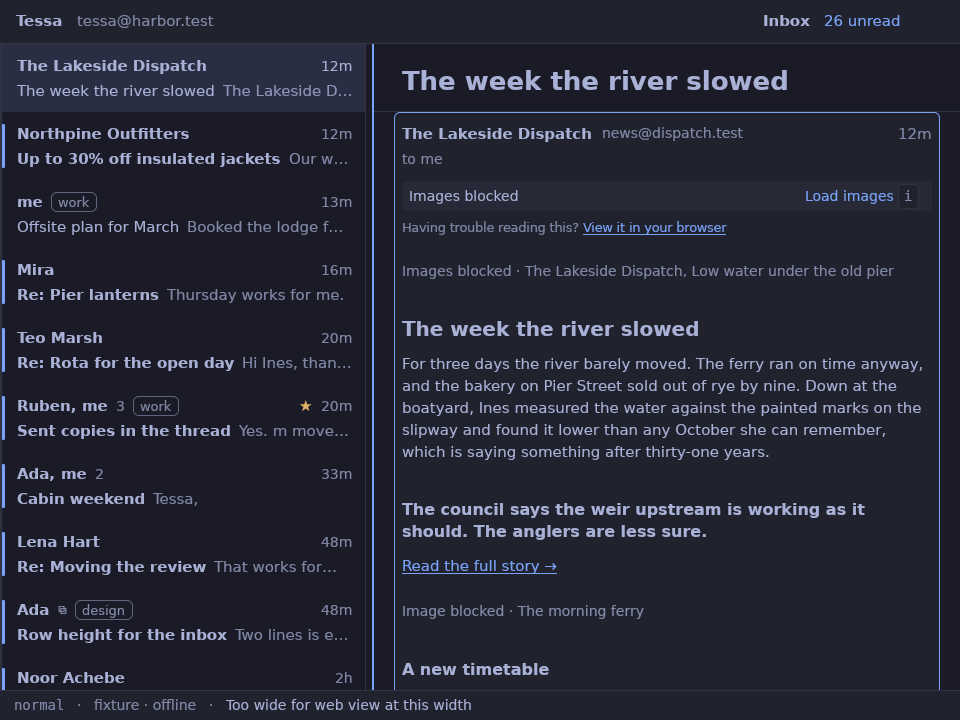 Tessa tessa@harbor.test Inbox 26 unread
The Lakeside Dispatch 12m
The week the river slowed The Lakeside D…
Northpine Outfitters 12m
Up to 30% off insulated jackets Our w…
me work 13m
Offsite plan for March Booked the lodge f…
Mira 16m
Re: Pier lanterns Thursday works for me.
Teo Marsh 20m
Re: Rota for the open day Hi Ines, than…
Ruben, me 3 work ★ 20m
Sent copies in the thread Yes. m move…
Ada, me 2 33m
Cabin weekend Tessa,
Lena Hart 48m
Re: Moving the review That works for…
Ada design 48m
Row height for the inbox Two lines is e…
Noor Achebe 2h
The week the river slowed
The Lakeside Dispatch news@dispatch.test 12m
to me
Images blocked Load images i
Having trouble reading this? View it in your browser
Images blocked · The Lakeside Dispatch, Low water under the old pier
The week the river slowed
For three days the river barely moved. The ferry ran on time anyway,
and the bakery on Pier Street sold out of rye by nine. Down at the
boatyard, Ines measured the water against the painted marks on the
slipway and found it lower than any October she can remember,
which is saying something after thirty-one years.
The council says the weir upstream is working as it
should. The anglers are less sure.
Read the full story →
Image blocked · The morning ferry
A new timetable
normal · fixture · offline · Too wide for web view at this width